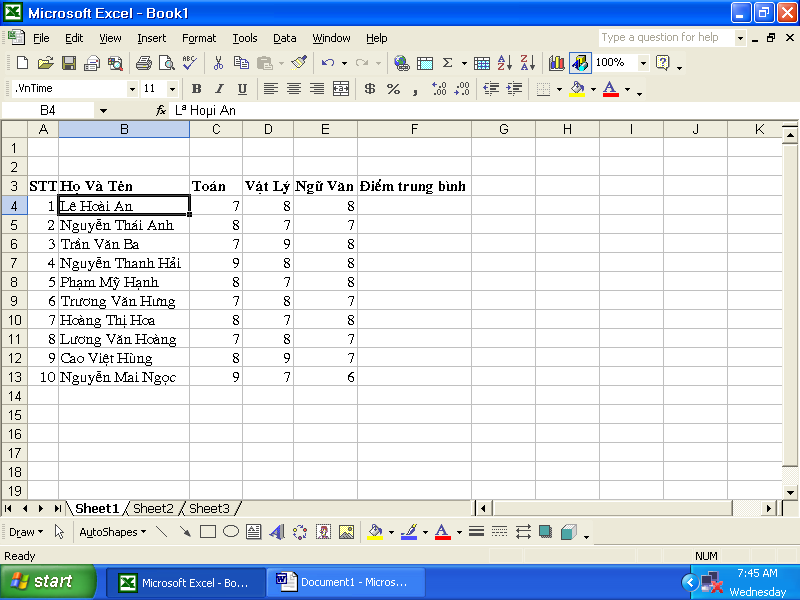 Microsoft Excel - Book1
File Edit View Insert Format Tools Data Window Help Type a question for help
100%
.VnTime 11 B I U $ % ,
B4 fx Lª Hoµi An
A B C D E F G H I J K
1
2
3 STT Họ Và Tên Toán Vật Lý Ngữ Văn Điểm trung bình
4 1 Lê Hoài An 7 8 8
5 2 Nguyễn Thái Anh 8 7 7
6 3 Trần Văn Ba 7 9 8
7 4 Nguyễn Thanh Hải 9 8 8
8 5 Phạm Mỹ Hạnh 8 7 8
9 6 Trương Văn Hưng 7 8 7
10 7 Hoàng Thị Hoa 8 7 8
11 8 Lương Văn Hoàng 7 8 7
12 9 Cao Việt Hùng 8 9 7
13 10 Nguyễn Mai Ngọc 9 7 6
14
15
16
17
18
19
Sheet1 Sheet2 Sheet3
Draw AutoShapes
Ready NUM
start Microsoft Excel - Bo... Document1 - Micros... 7:45 AM
Wednesday